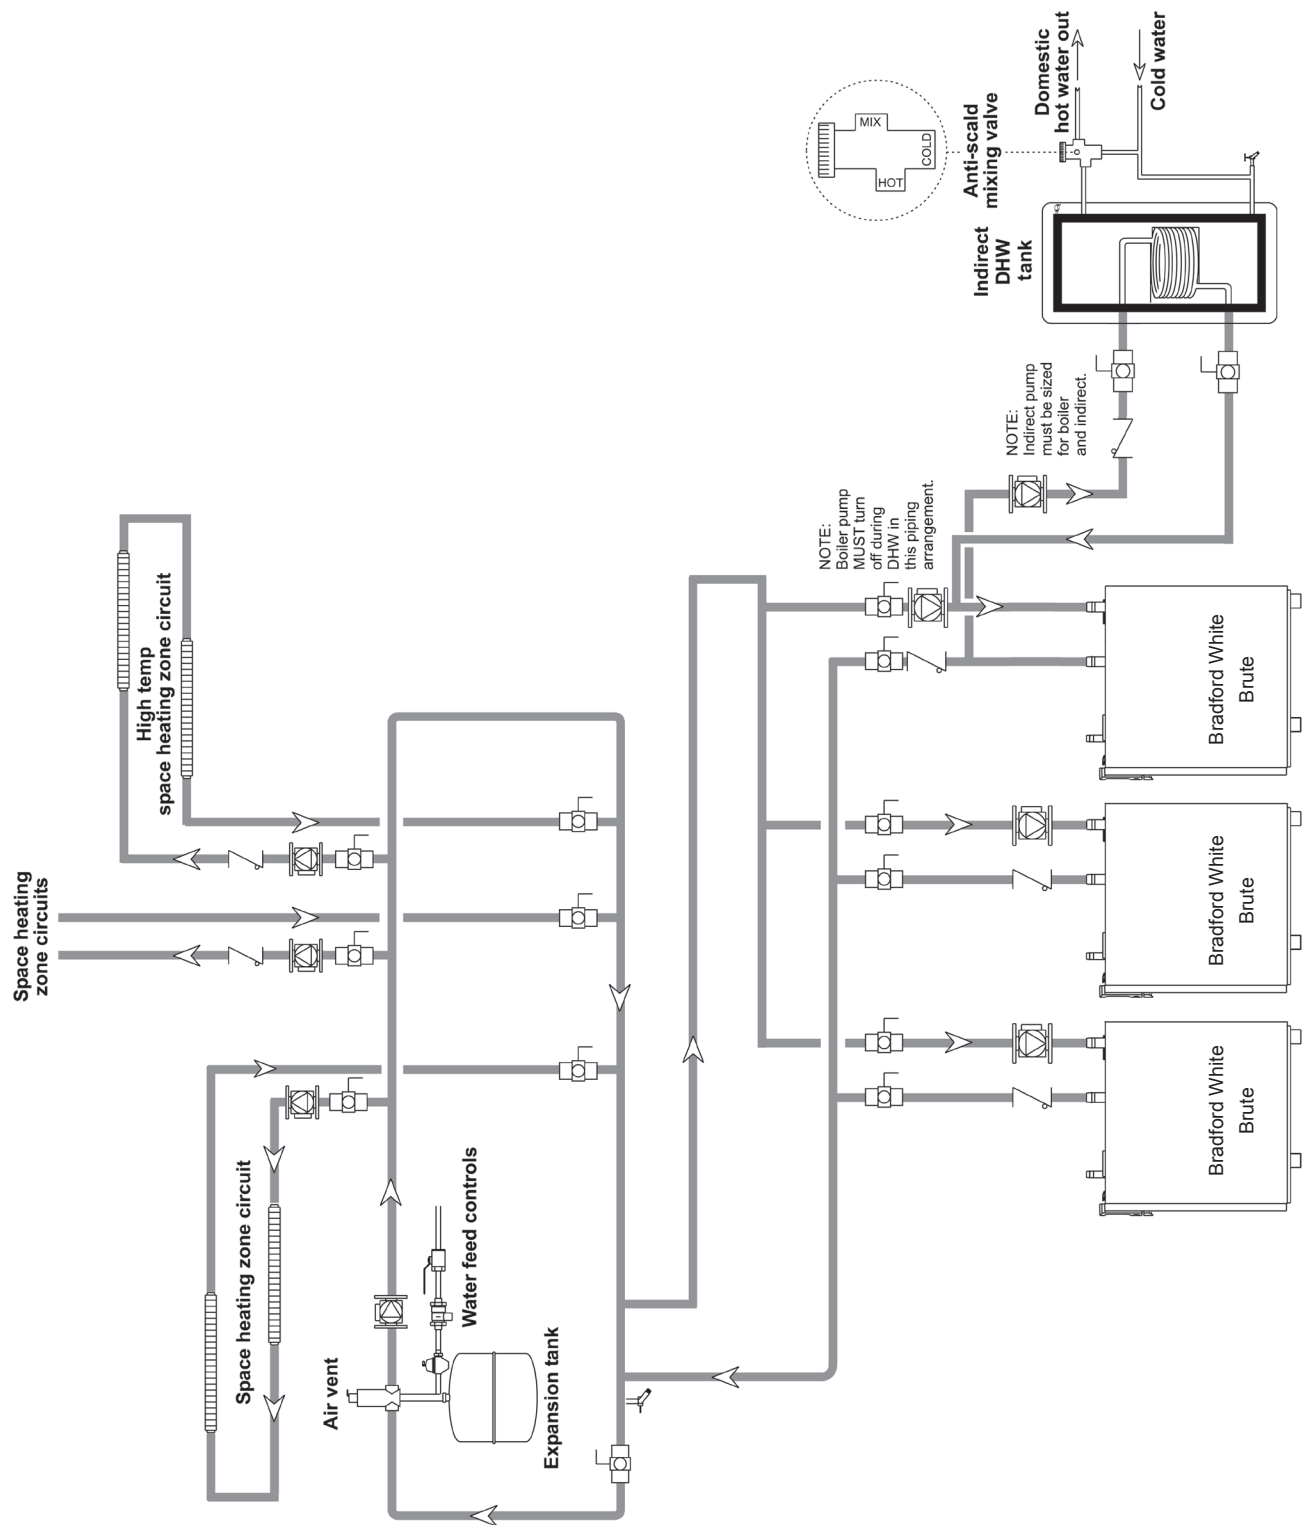 Space heating
zone circuits
High temp
space heating zone circuit
Space heating zone circuit
Air vent
Water feed controls
Expansion tank
NOTE:
Boiler pump
MUST turn
off during
DHW in
this piping
arrangement.
NOTE:
Indirect pump
must be sized
for boiler
and indirect.
Indirect
DHW
tank
Anti-scald
mixing valve
MIX
HOT
COLD
Domestic
hot water out
Cold water
Bradford White
Brute
Bradford White
Brute
Bradford White
Brute